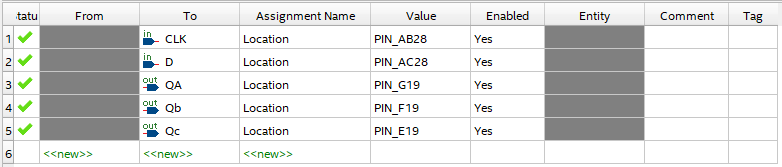 tatu From To Assignment Name Value Enabled Entity Comment Tag
1 in CLK Location PIN_AB28 Yes
2 in D Location PIN_AC28 Yes
3 out QA Location PIN_G19 Yes
4 out Qb Location PIN_F19 Yes
5 out Qc Location PIN_E19 Yes
6 <<new>> <<new>> <<new>>